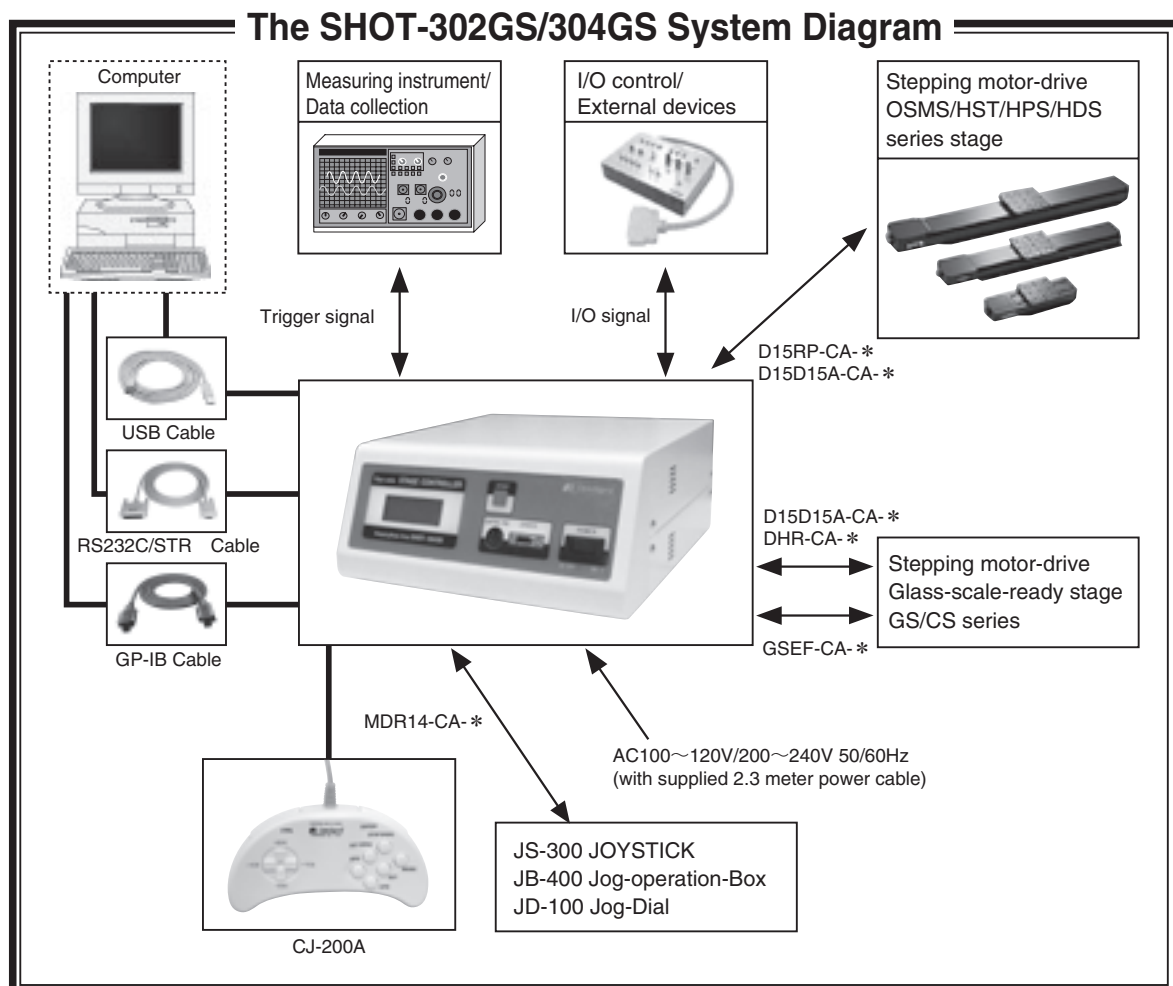 The SHOT-302GS/304GS System Diagram
Computer
Measuring instrument/
Data collection
I/O control/
External devices
Stepping motor-drive
OSMS/HST/HPS/HDS
series stage
Trigger signal
I/O signal
D15RP-CA-*
D15D15A-CA-*
USB Cable
RS232C/STR Cable
GP-IB Cable
D15D15A-CA-*
DHR-CA-*
Stepping motor-drive
Glass-scale-ready stage
GS/CS series
GSEF-CA-*
MDR14-CA-*
AC100~120V/200~240V 50/60Hz
(with supplied 2.3 meter power cable)
JS-300 JOYSTICK
JB-400 Jog-operation-Box
JD-100 Jog-Dial
CJ-200A